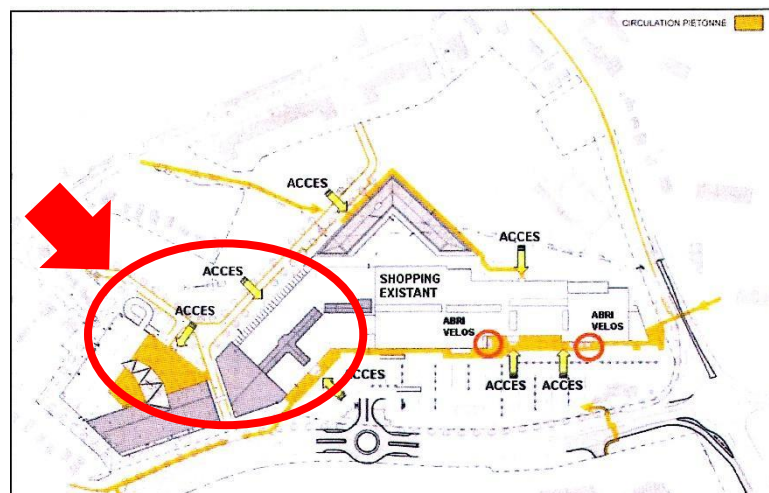 CIRCULATION PIETONNE
ACCES
ACCES
ACCES
SHOPPING
EXISTANT
ACCES
ABRI
VELOS
ABRI
VELOS
ACCES
ACCES
ACCES